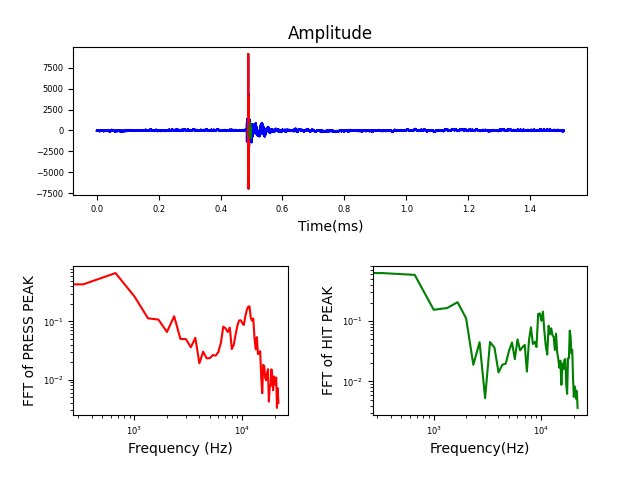 Amplitude
7500
5000
2500
0
−2500
−5000
−7500
0.0 0.2 0.4 0.6 0.8 1.0 1.2 1.4
Time(ms)
FFT of PRESS PEAK
10⁻¹
10⁻²
10³ 10⁴
Frequency (Hz)
FFT of HIT PEAK
10⁻¹
10⁻²
10³ 10⁴
Frequency(Hz)